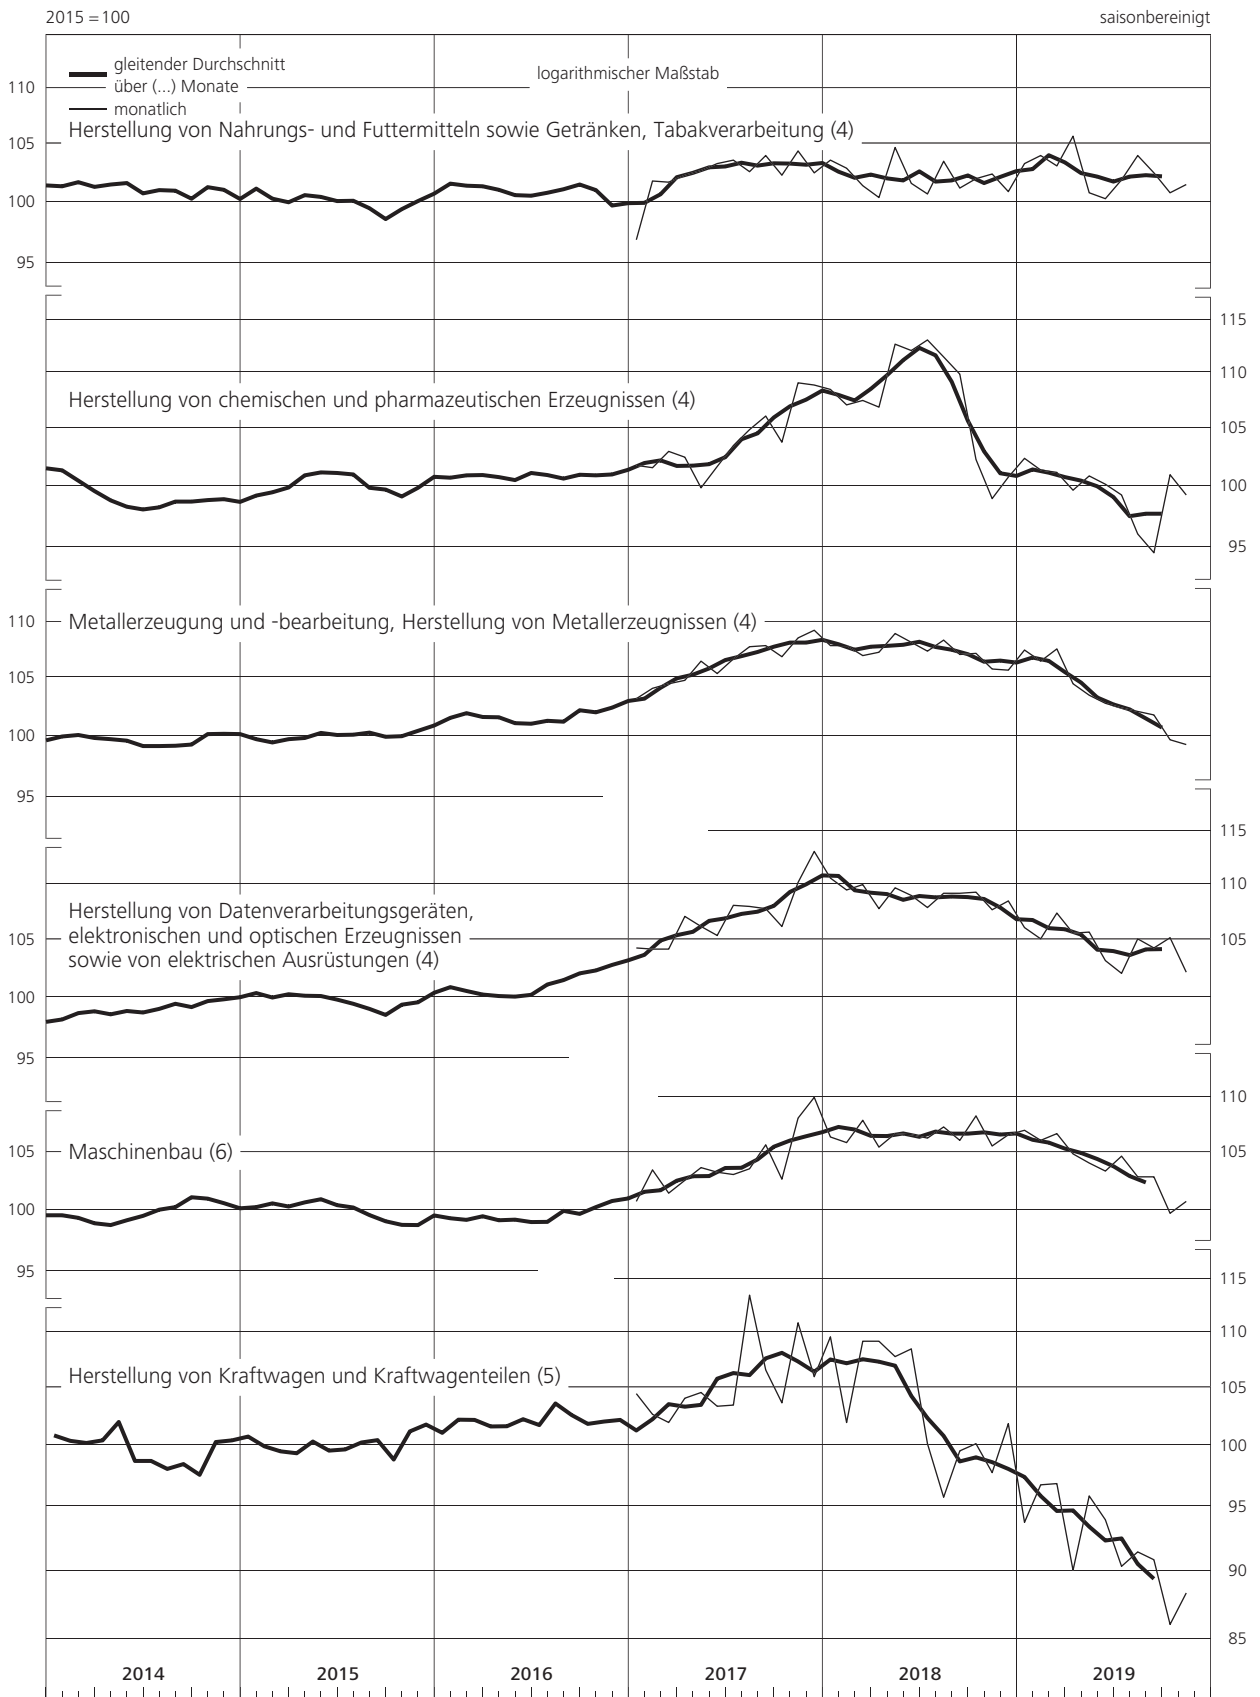 2015 = 100
saisonbereinigt
gleitender Durchschnitt
über (...) Monate
monatlich
logarithmischer Maßstab
110
Herstellung von Nahrungs- und Futtermitteln sowie Getränken, Tabakverarbeitung (4)
105
100
95
115
110
Herstellung von chemischen und pharmazeutischen Erzeugnissen (4)
105
100
95
110
Metallerzeugung und -bearbeitung, Herstellung von Metallerzeugnissen (4)
105
100
95
115
110
Herstellung von Datenverarbeitungsgeräten,
elektronischen und optischen Erzeugnissen
sowie von elektrischen Ausrüstungen (4)
105
105
100
95
110
105
Maschinenbau (6)
105
100
95
115
110
Herstellung von Kraftwagen und Kraftwagenteilen (5)
105
100
95
90
85
2014 2015 2016 2017 2018 2019